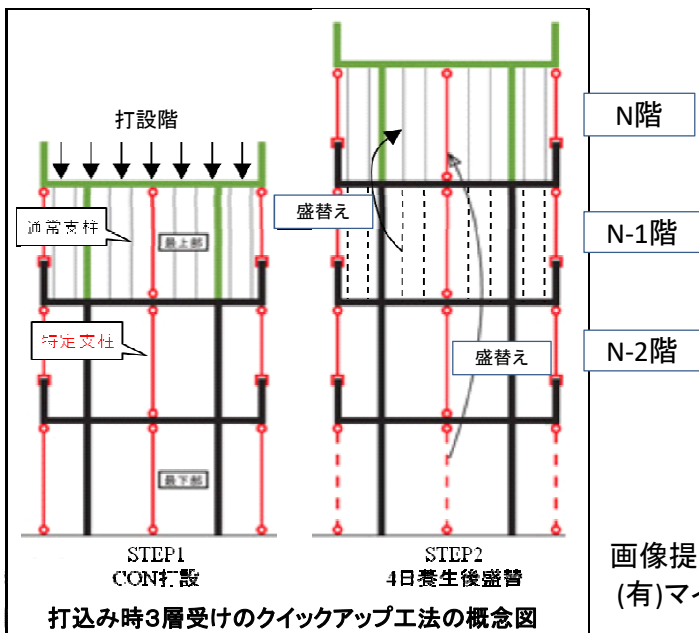 打設階
通常支柱
最上部
特定支柱
最下部
STEP1
CON打設
盛替え
盛替え
STEP2
4日養生後盛替
打込み時3層受けのクイックアップ工法の概念図
N階
N-1階
N-2階
画像提
(有)マイ